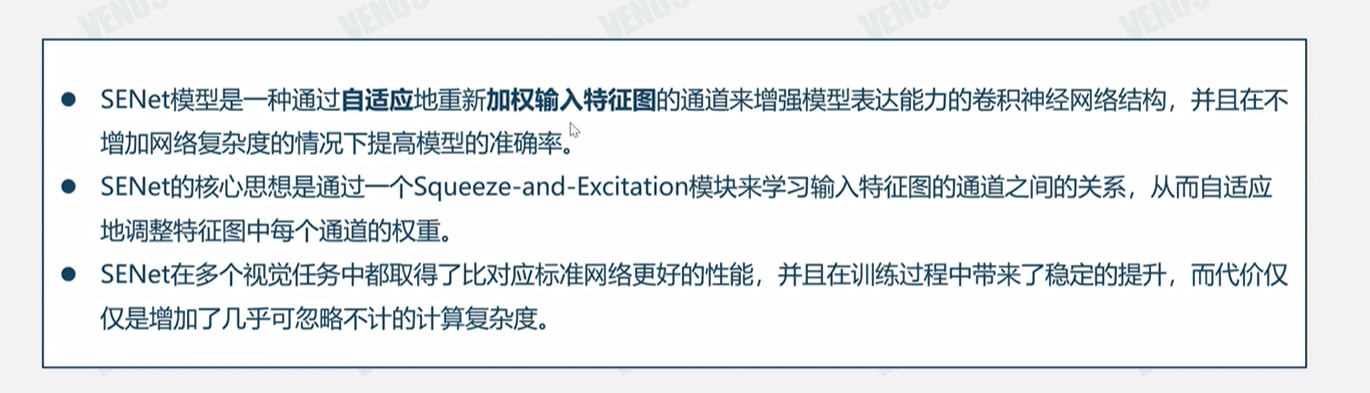 VENUS VENUS VENUS VENUS VENUS
● SENet模型是一种通过自适应地重新加权输入特征图的通道来增强模型表达能力的卷积神经网络结构，并且在不
增加网络复杂度的情况下提高模型的准确率。
● SENet的核心思想是通过一个Squeeze-and-Excitation模块来学习输入特征图的通道之间的关系，从而自适应
地调整特征图中每个通道的权重。
● SENet在多个视觉任务中都取得了比对应标准网络更好的性能，并且在训练过程中带来了稳定的提升，而代价仅
仅是增加了几乎可忽略不计的计算复杂度。